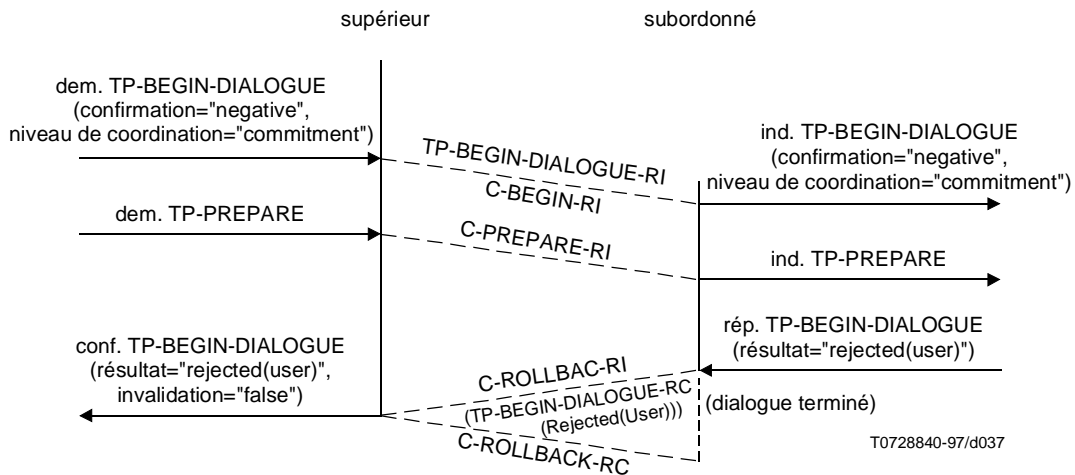 supérieur
subordonné
dem. TP-BEGIN-DIALOGUE
(confirmation="negative",
niveau de coordination="commitment")
TP-BEGIN-DIALOGUE-RI
C-BEGIN-RI
ind. TP-BEGIN-DIALOGUE
(confirmation="negative",
niveau de coordination="commitment")
dem. TP-PREPARE
C-PREPARE-RI
ind. TP-PREPARE
rép. TP-BEGIN-DIALOGUE
(résultat="rejected(user)")
conf. TP-BEGIN-DIALOGUE
(résultat="rejected(user)",
invalidation="false")
C-ROLLBAC-RI
(TP-BEGIN-DIALOGUE-RC
(Rejected(User)))
C-ROLLBACK-RC
(dialogue terminé)
T0728840-97/d037